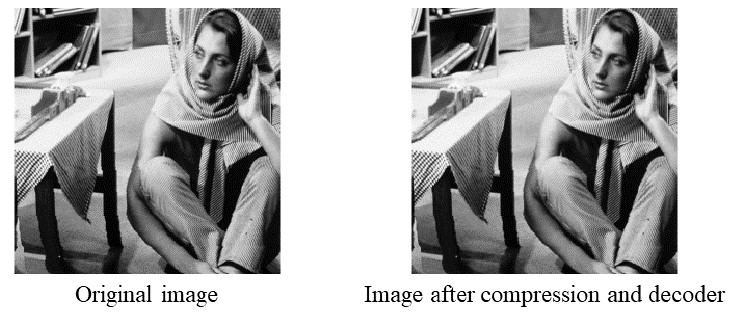 Original image
Image after compression and decoder